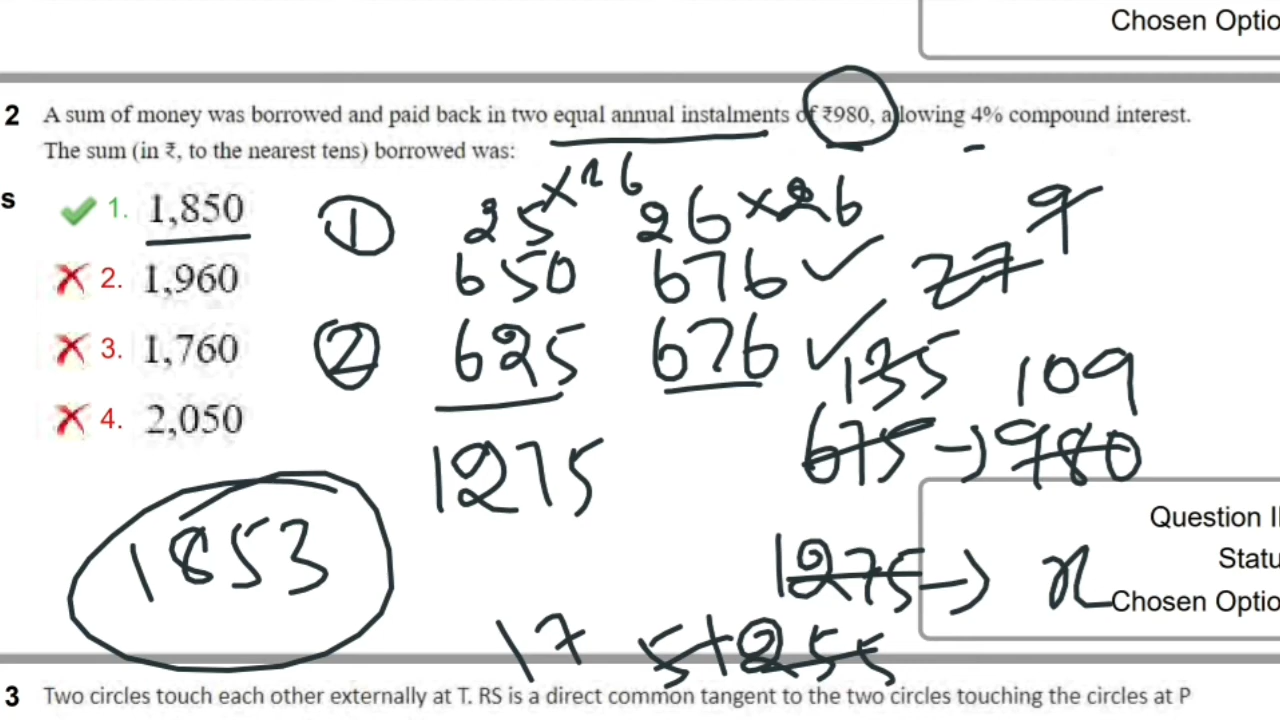 Chosen Optio
2 A sum of money was borrowed and paid back in two equal annual instalments of ₹980, allowing 4% compound interest.
The sum (in ₹, to the nearest tens) borrowed was:
s
1. 1,850
2. 1,960
3. 1,760
4. 2,050
① 25 ×26 26 ×26
650 676 ✓ 27 9
② 625 676 ✓ 135 109
1275 675 → 980
1853
1275 → x
17 51 255
Question I
Statu
Chosen Optio
3 Two circles touch each other externally at T. RS is a direct common tangent to the two circles touching the circles at P